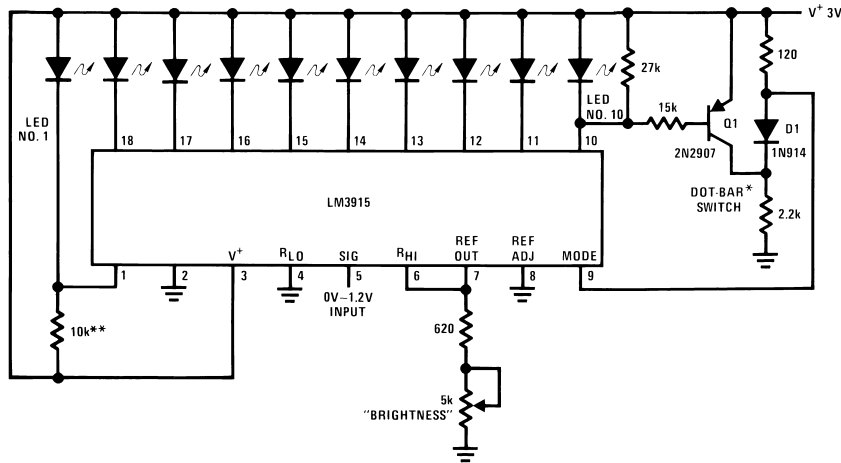 V+ 3V
27k
120
LED
NO. 1
LED
NO. 10
15k
Q1
2N2907
D1
1N914
DOT-BAR*
SWITCH
2.2k
18
17
16
15
14
13
12
11
10
LM3915
V+
RLO
SIG
RHI
REF
OUT
REF
ADJ
MODE
1
2
3
4
5
6
7
8
9
0V–1.2V
INPUT
10k**
620
5k
"BRIGHTNESS"